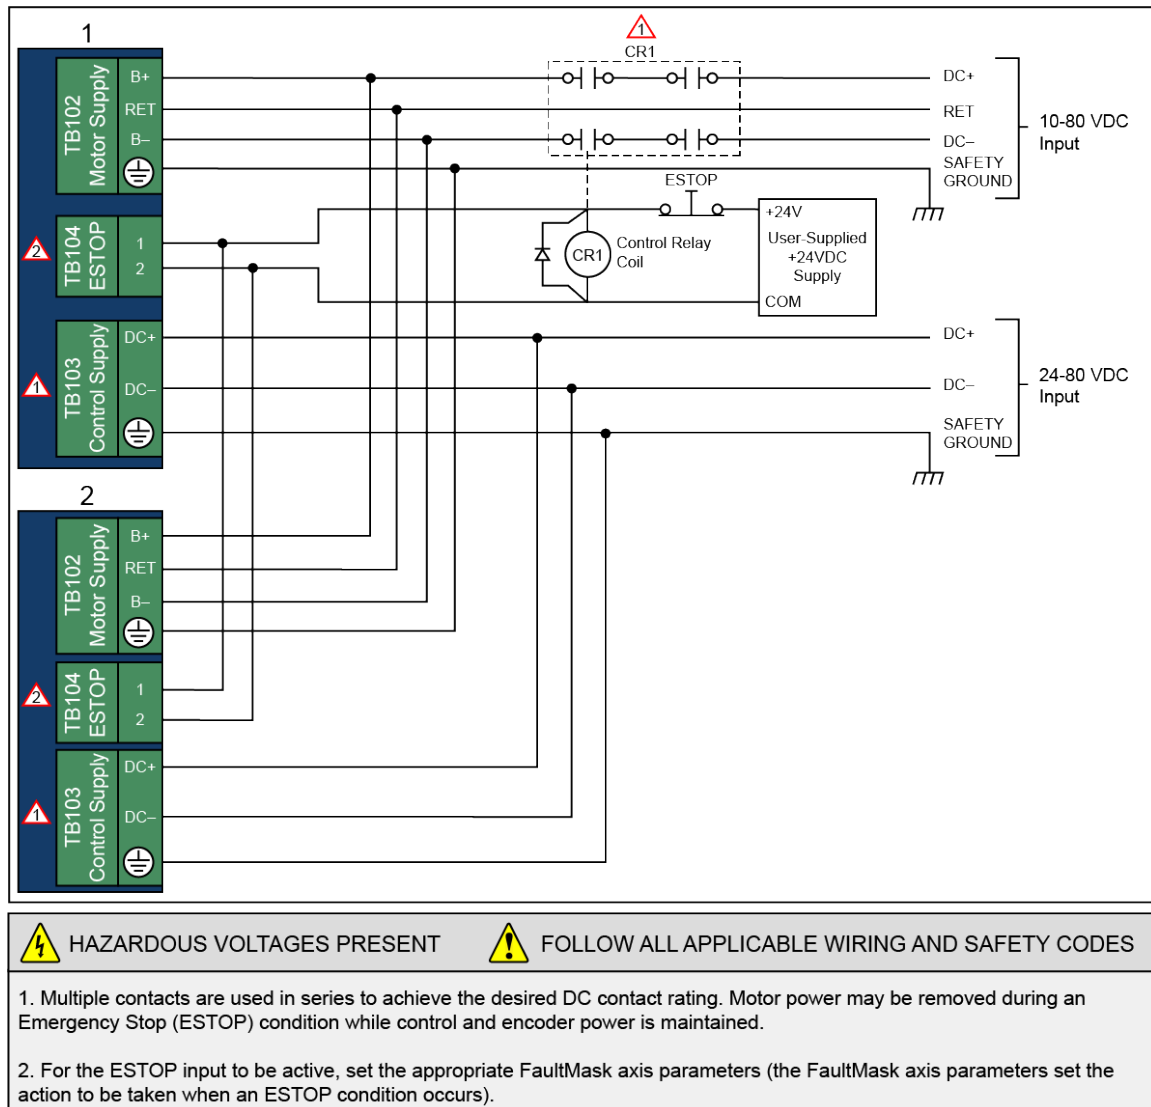 1
TB102
Motor Supply
B+
RET
B–
TB104
ESTOP
1
2
2
TB103
Control Supply
DC+
DC–
1
1
CR1
DC+
RET
DC–
SAFETY
GROUND
10-80 VDC
Input
ESTOP
+24V
User-Supplied
+24VDC
Supply
COM
CR1
Control Relay
Coil
DC+
DC–
SAFETY
GROUND
24-80 VDC
Input
2
TB102
Motor Supply
B+
RET
B–
TB104
ESTOP
1
2
2
TB103
Control Supply
DC+
DC–
1
HAZARDOUS VOLTAGES PRESENT
FOLLOW ALL APPLICABLE WIRING AND SAFETY CODES
1. Multiple contacts are used in series to achieve the desired DC contact rating. Motor power may be removed during an
Emergency Stop (ESTOP) condition while control and encoder power is maintained.
2. For the ESTOP input to be active, set the appropriate FaultMask axis parameters (the FaultMask axis parameters set the
action to be taken when an ESTOP condition occurs).